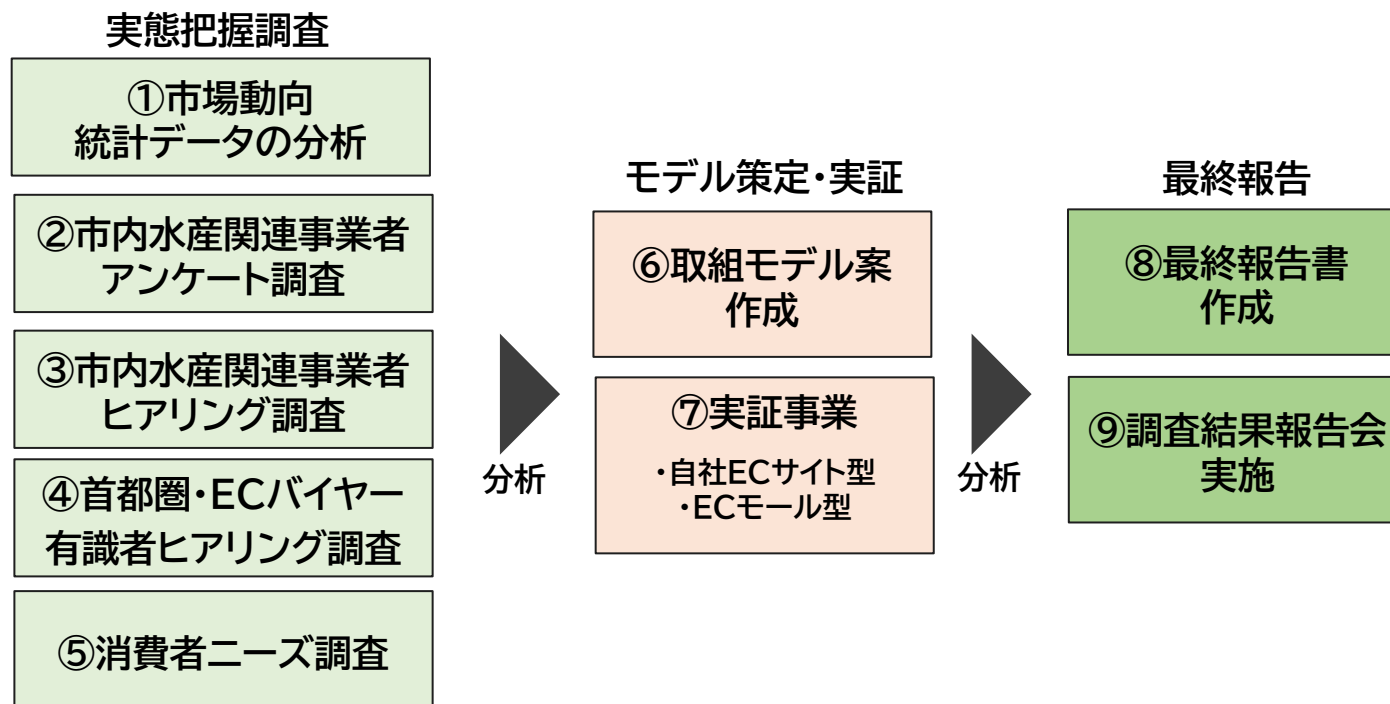 実態把握調査
①市場動向
統計データの分析
②市内水産関連事業者
アンケート調査
③市内水産関連事業者
ヒアリング調査
④首都圏・ECバイヤー
有識者ヒアリング調査
⑤消費者ニーズ調査
分析
モデル策定・実証
⑥取組モデル案
作成
⑦実証事業
・自社ECサイト型
・ECモール型
分析
最終報告
⑧最終報告書
作成
⑨調査結果報告会
実施